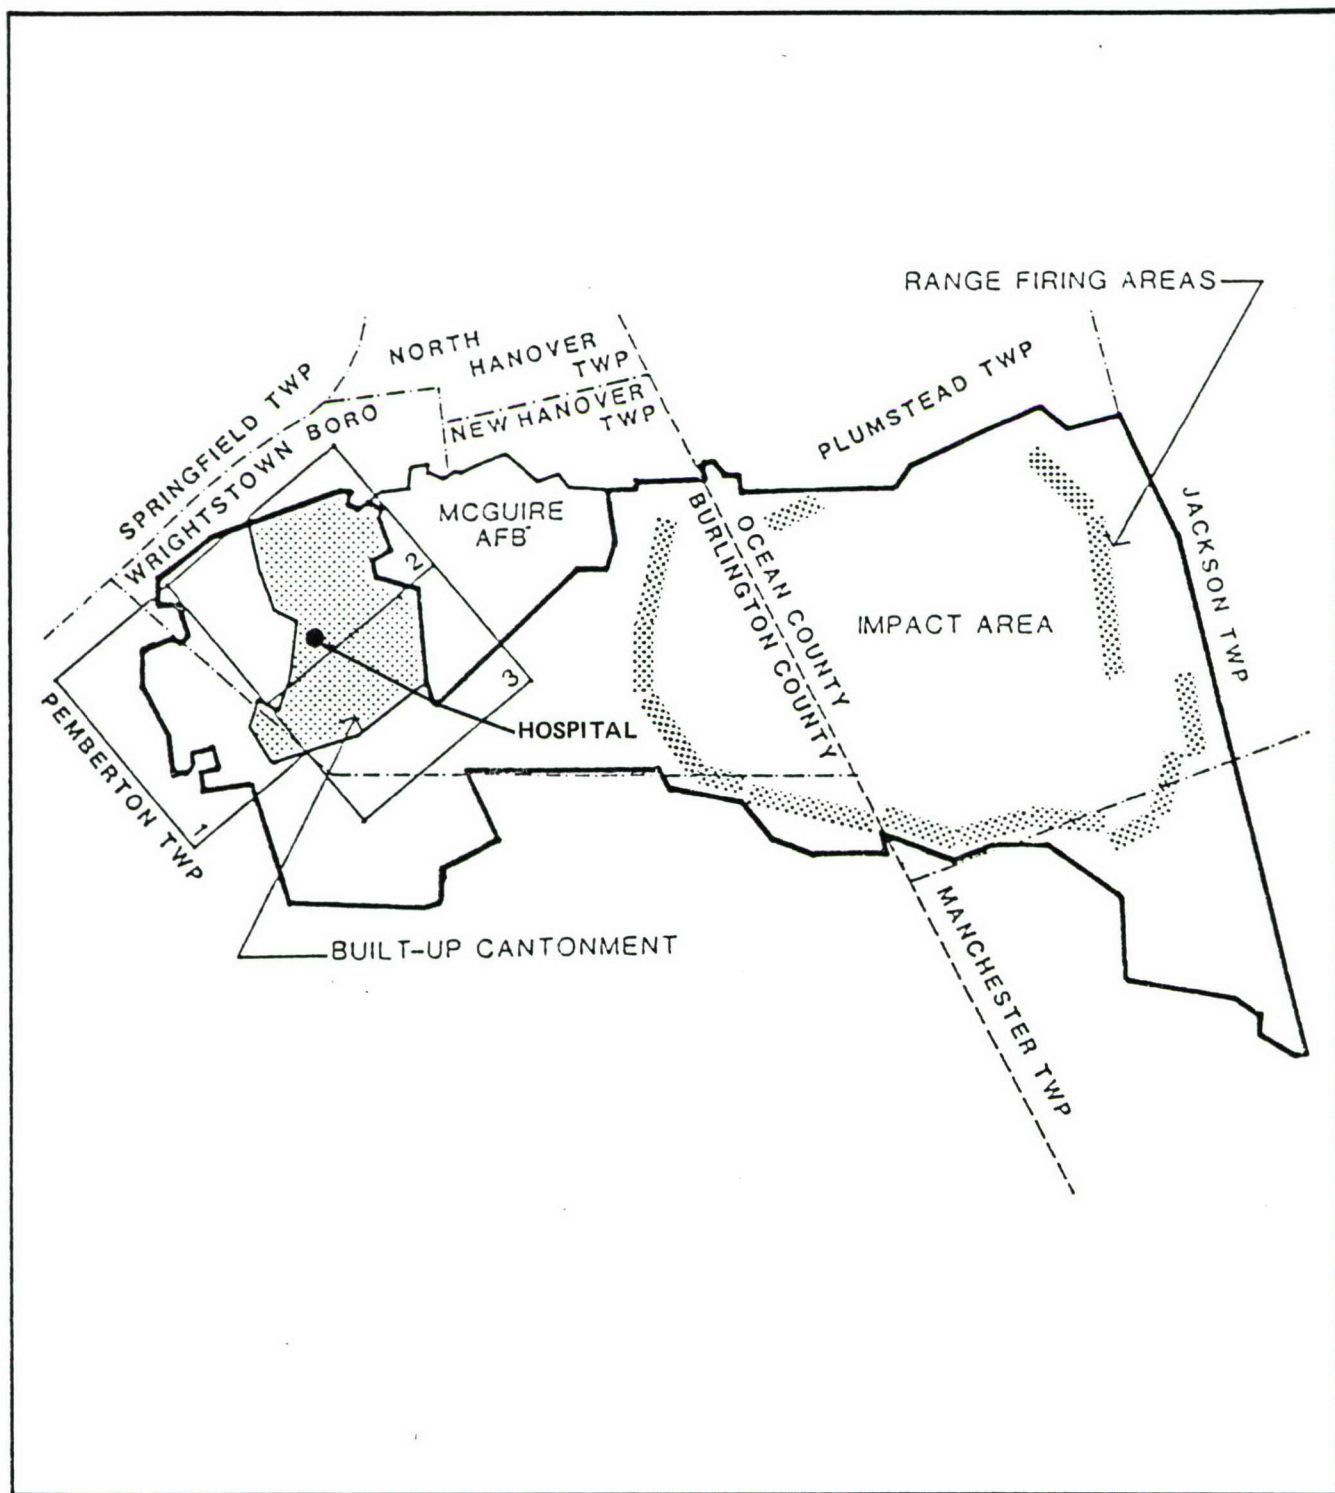 RANGE FIRING AREAS
NORTH
HANOVER
TWP
NEW HANOVER
TWP
SPRINGFIELD TWP
WRIGHTSTOWN BORO
PLUMSTEAD TWP
MCGUIRE
AFB
JACKSON TWP
OCEAN COUNTY
BURLINGTON COUNTY
IMPACT AREA
2
3
HOSPITAL
PEMBERTON TWP
1
BUILT-UP CANTONMENT
MANCHESTER TWP